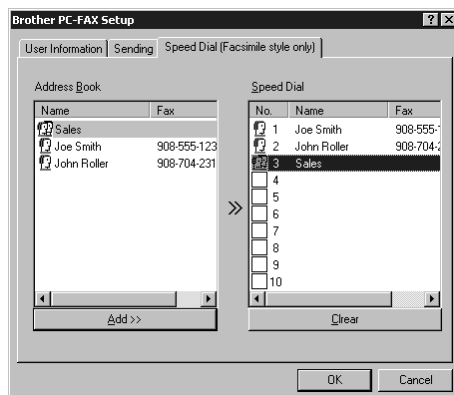 Brother PC-FAX Setup
User Information Sending Speed Dial (Facsimile style only)
Address Book
Name Fax
Sales
Joe Smith 908-555-123
John Roller 908-704-231
Add >>
Speed Dial
No. Name Fax
1 Joe Smith 908-555-
2 John Roller 908-704-
3 Sales
4
5
6
7
8
9
10
Clrear
OK Cancel